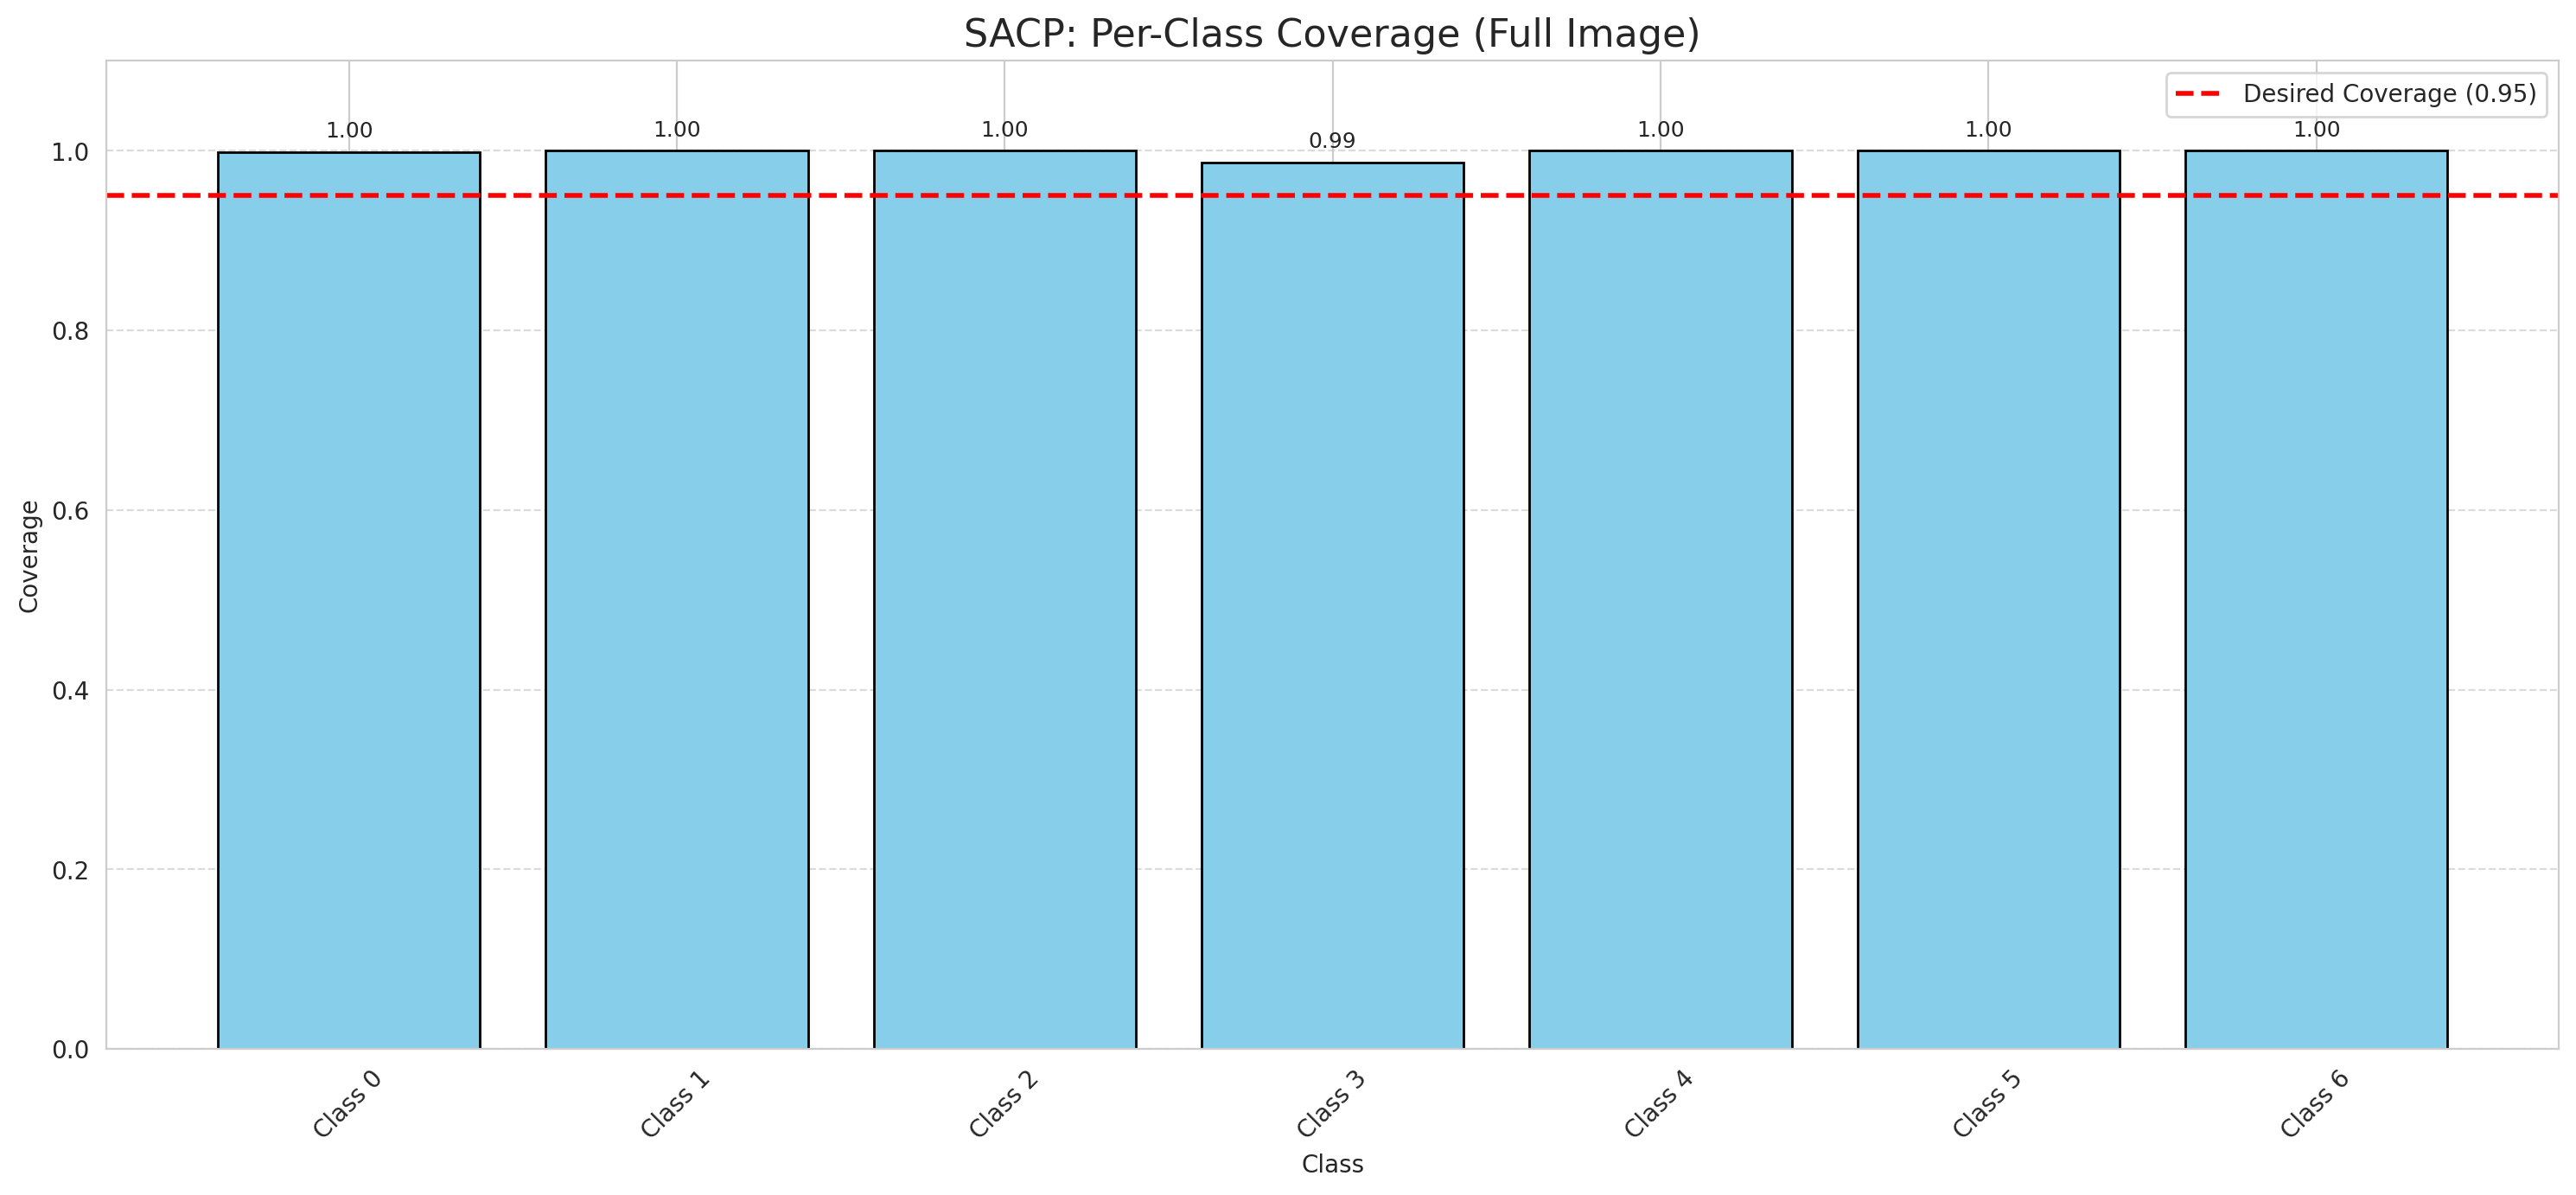 SACP: Per-Class Coverage (Full Image)
Desired Coverage (0.95)
1.00
1.00
1.00
0.99
1.00
1.00
1.00
1.0
0.8
0.6
0.4
0.2
0.0
Coverage
Class 0
Class 1
Class 2
Class 3
Class 4
Class 5
Class 6
Class